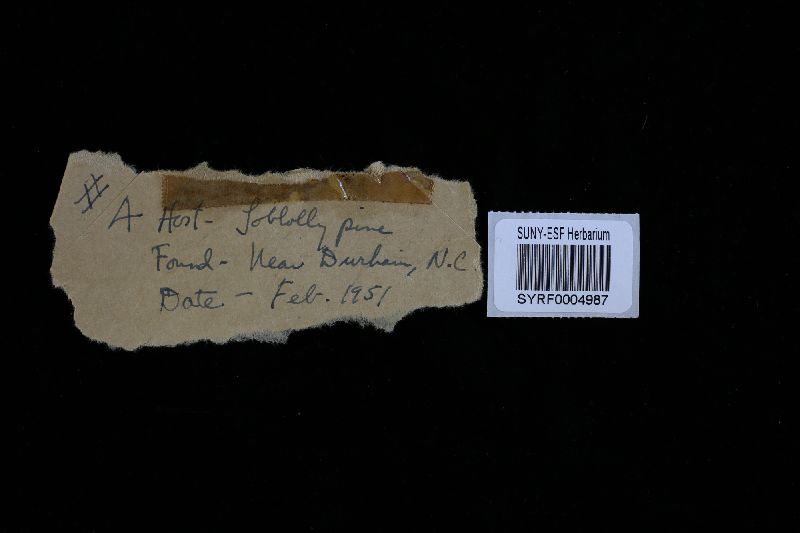 # A Host - Loblolly pine
Found - Near Durham, N.C.
Date - Feb. 1951
SUNY-ESF Herbarium
SYRF0004987